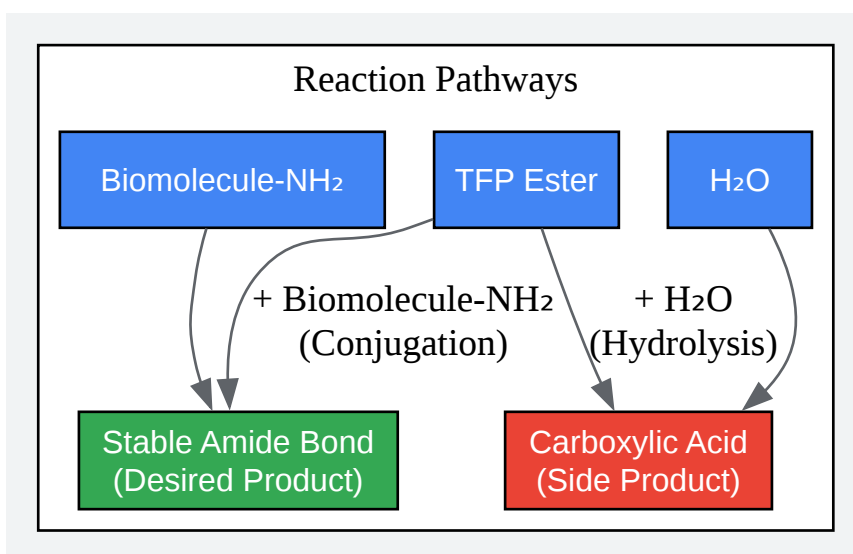 Reaction Pathways
Biomolecule-NH₂
TFP Ester
H₂O
+ Biomolecule-NH₂
(Conjugation)
+ H₂O
(Hydrolysis)
Stable Amide Bond
(Desired Product)
Carboxylic Acid
(Side Product)